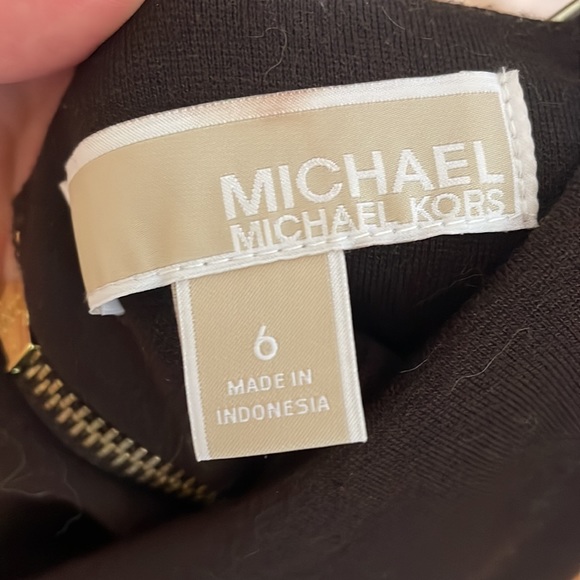 MICHAEL
MICHAEL KORS
6
MADE IN
INDONESIA